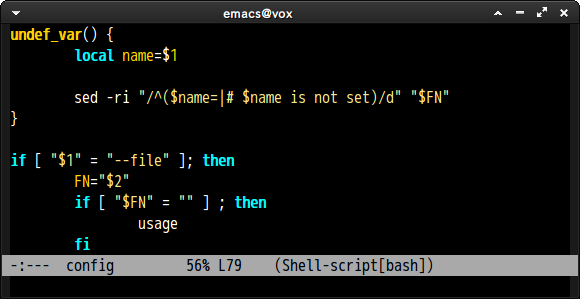 emacs@vox
undef_var() {
        local name=$1

        sed -ri "/^($name=|# $name is not set)/d" "$FN"
}

if [ "$1" = "--file" ]; then
        FN="$2"
        if [ "$FN" = "" ] ; then
                usage
        fi
-:---  config         56% L79    (Shell-script[bash])